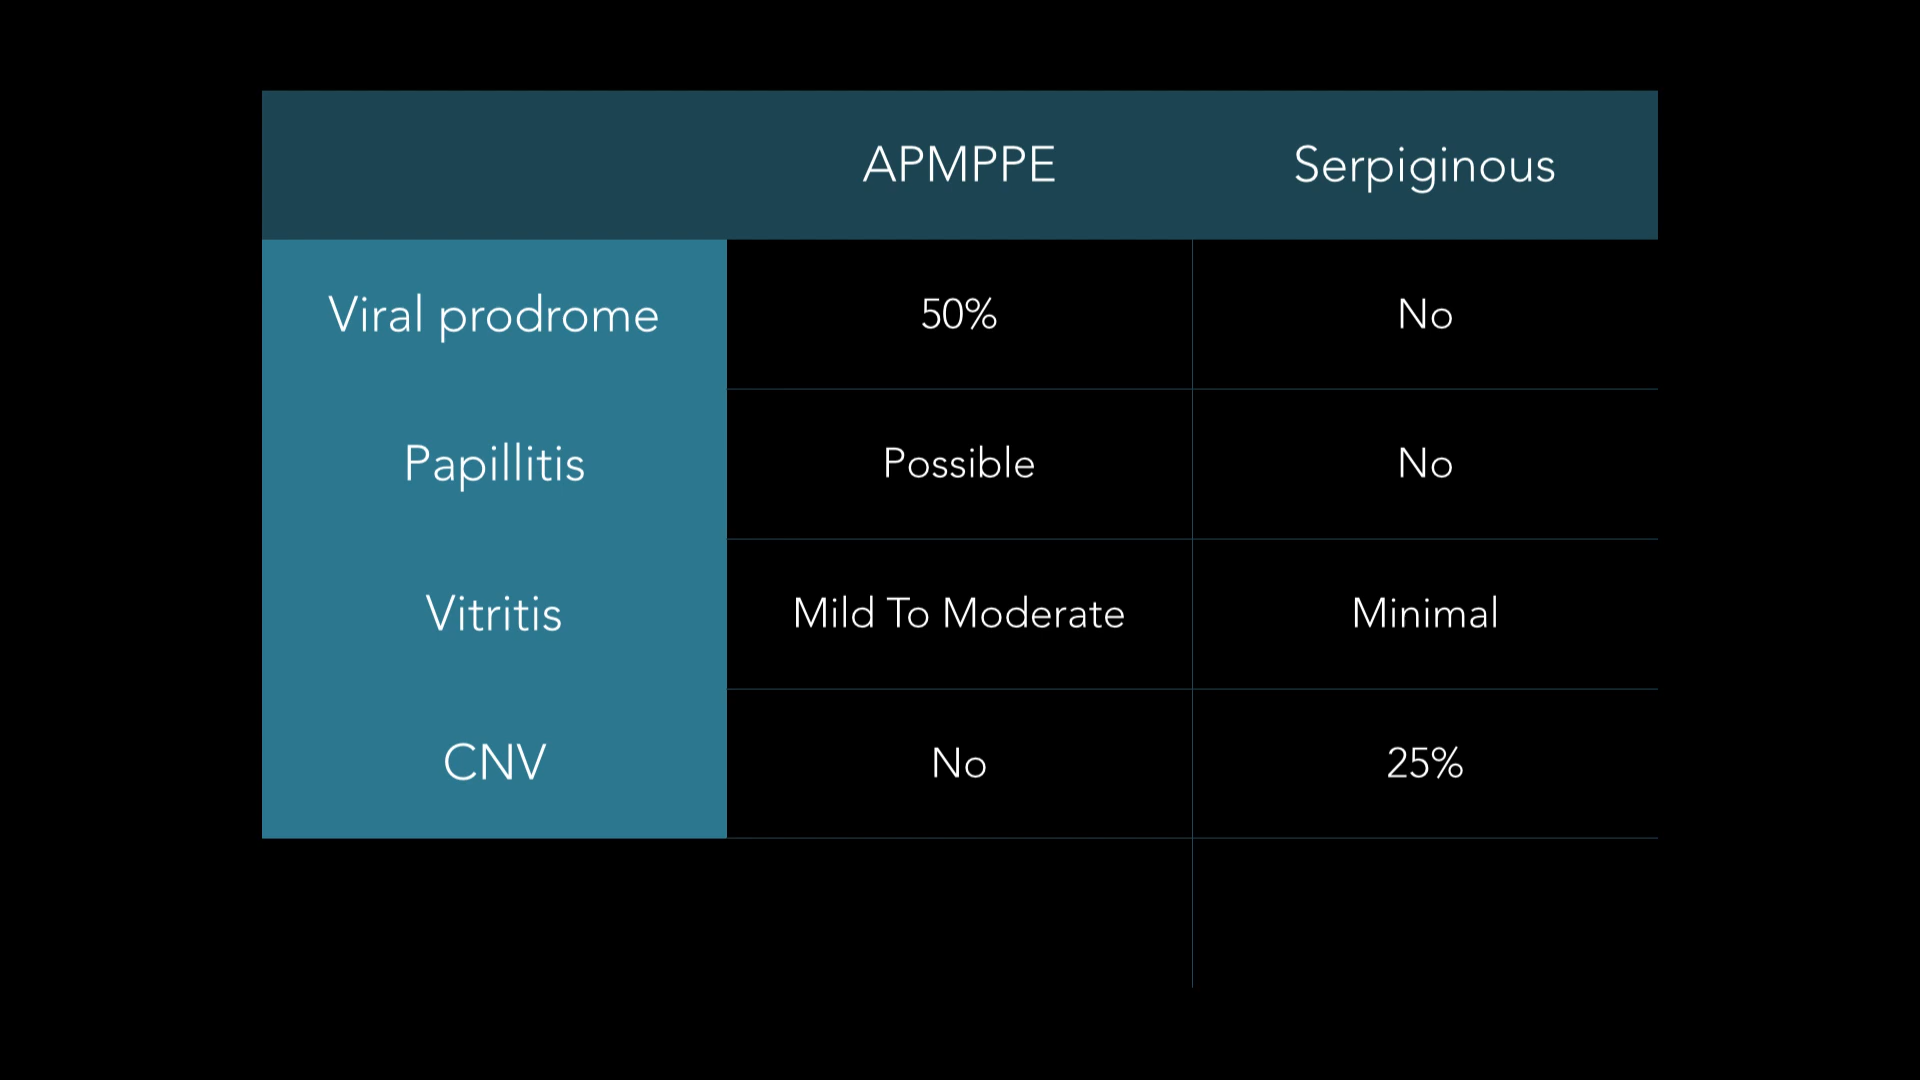 APMPPE Serpiginous
Viral prodrome 50% No
Papillitis Possible No
Vitritis Mild To Moderate Minimal
CNV No 25%